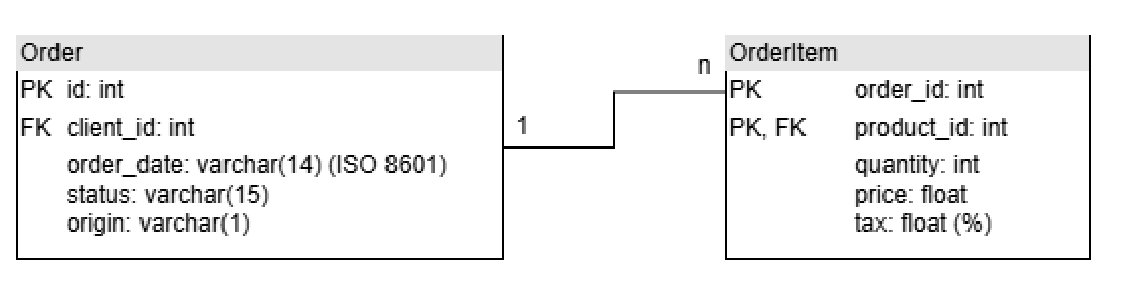 Order
PK id: int
FK client_id: int
order_date: varchar(14) (ISO 8601)
status: varchar(15)
origin: varchar(1)
1
n
OrderItem
PK order_id: int
PK, FK product_id: int
quantity: int
price: float
tax: float (%)